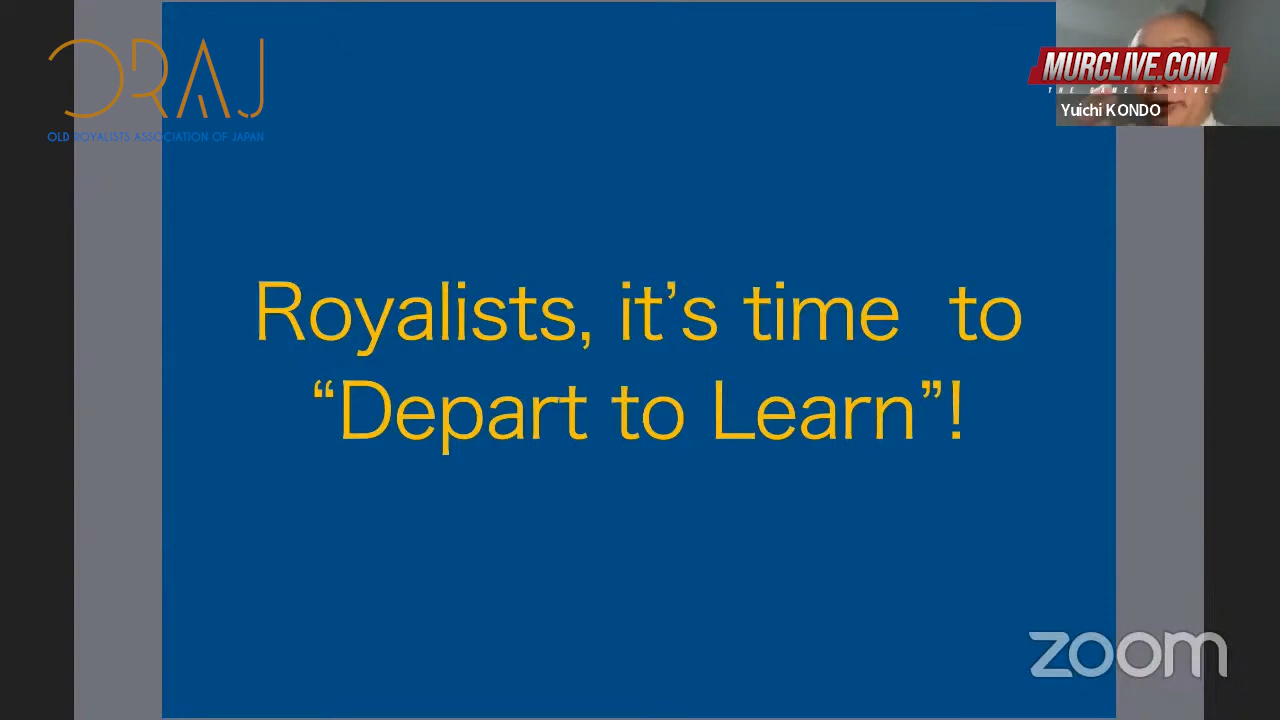 ORAJ
OLD ROYALISTS ASSOCIATION OF JAPAN
MURCLIVE.COM
THE GAME IS LIVE
Yuichi KONDO
Royalists, it’s time  to
“Depart to Learn”!
zoom